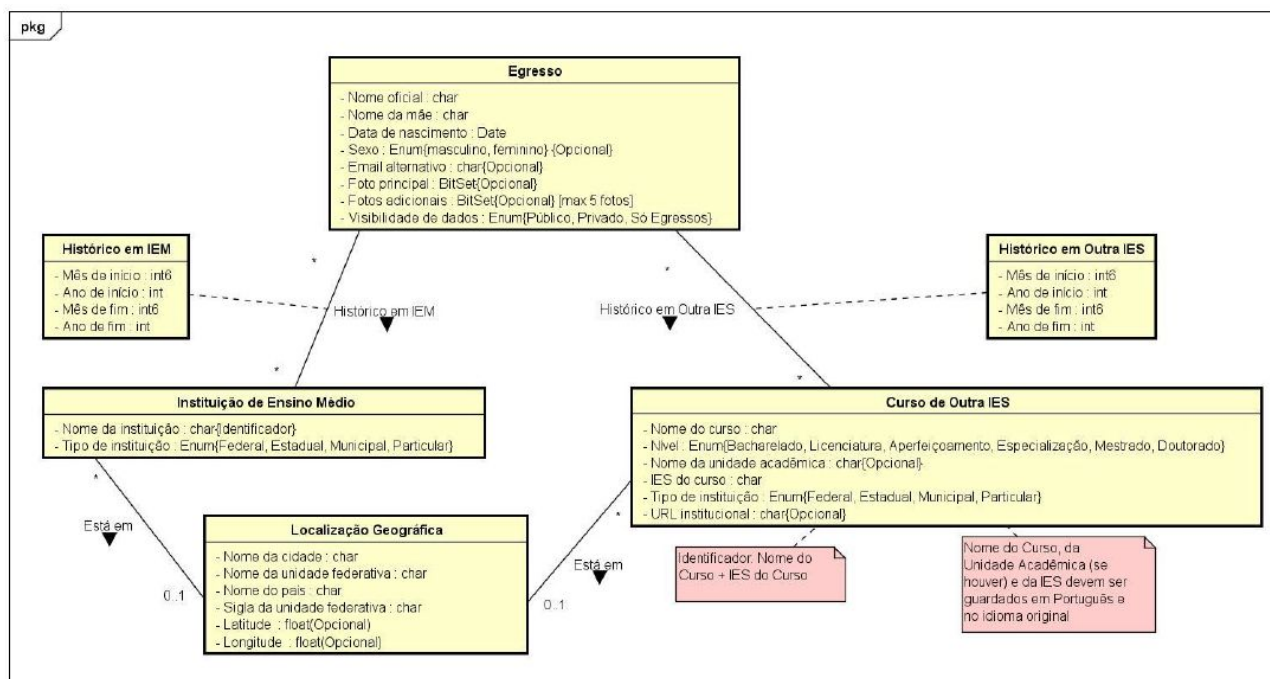 pkg
Egresso
- Nome oficial : char
- Nome da mãe : char
- Data de nascimento : Date
- Sexo : Enum{masculino, feminino} {Opcional}
- Email alternativo : char{Opcional}
- Foto principal : BitSet{Opcional}
- Fotos adicionais : BitSet{Opcional} [max 5 fotos]
- Visibilidade de dados : Enum{Público, Privado, Só Egressos}
Histórico em IEM
- Mês de início : int6
- Ano de início : int
- Mês de fim : int6
- Ano de fim : int
Histórico em Outra IES
- Mês de início : int6
- Ano de início : int
- Mês de fim : int6
- Ano de fim : int
*
*
Histórico em IEM
Histórico em Outra IES
*
*
Instituição de Ensino Médio
- Nome da instituição : char{Identificador}
- Tipo de instituição : Enum{Federal, Estadual, Municipal, Particular}
Curso de Outra IES
- Nome do curso : char
- Nível : Enum{Bacharelado, Licenciatura, Aperfeiçoamento, Especialização, Mestrado, Doutorado}
- Nome da unidade acadêmica : char{Opcional}
- IES do curso : char
- Tipo de instituição : Enum{Federal, Estadual, Municipal, Particular}
- URL institucional : char{Opcional}
*
*
Está em
Está em
Localização Geográfica
- Nome da cidade : char
- Nome da unidade federativa : char
- Nome do país : char
- Sigla da unidade federativa : char
- Latitude : float(Opcional)
- Longitude : float(Opcional)
0..1
0..1
Identificador: Nome do
Curso + IES do Curso
Nome do Curso, da
Unidade Acadêmica (se
houver) e da IES devem ser
guardados em Português e
no idioma original